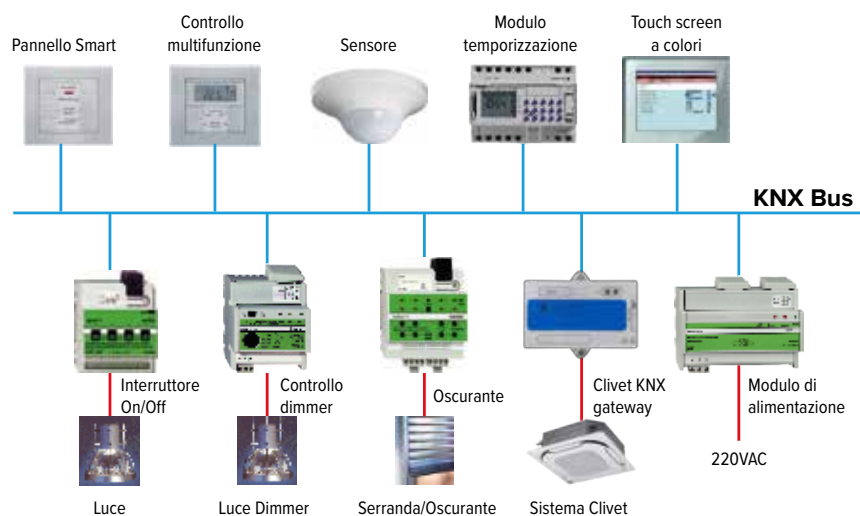 Pannello Smart
Controllo
multifunzione
Sensore
Modulo
temporizzazione
Touch screen
a colori
KNX Bus
Interruttore
On/Off
Controllo
dimmer
Oscurante
Clivet KNX
gateway
Modulo di
alimentazione
220VAC
Luce
Luce Dimmer
Serranda/Oscurante
Sistema Clivet